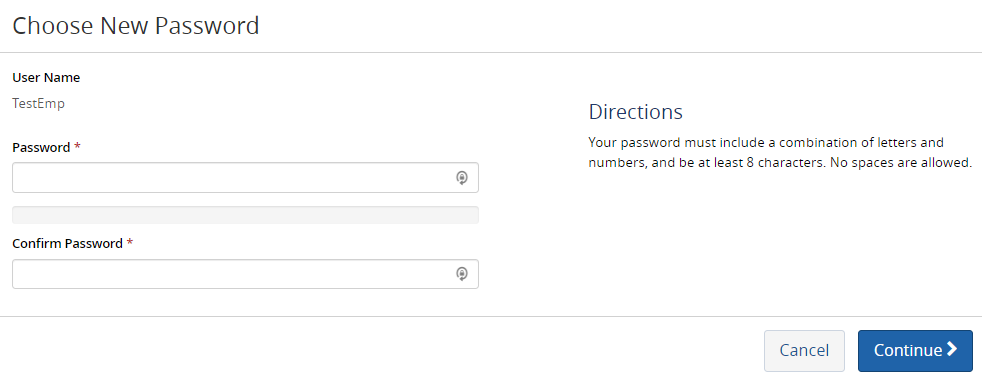 Choose New Password
User Name
TestEmp
Directions
Your password must include a combination of letters and
numbers, and be at least 8 characters. No spaces are allowed.
Password *
Confirm Password *
Cancel
Continue